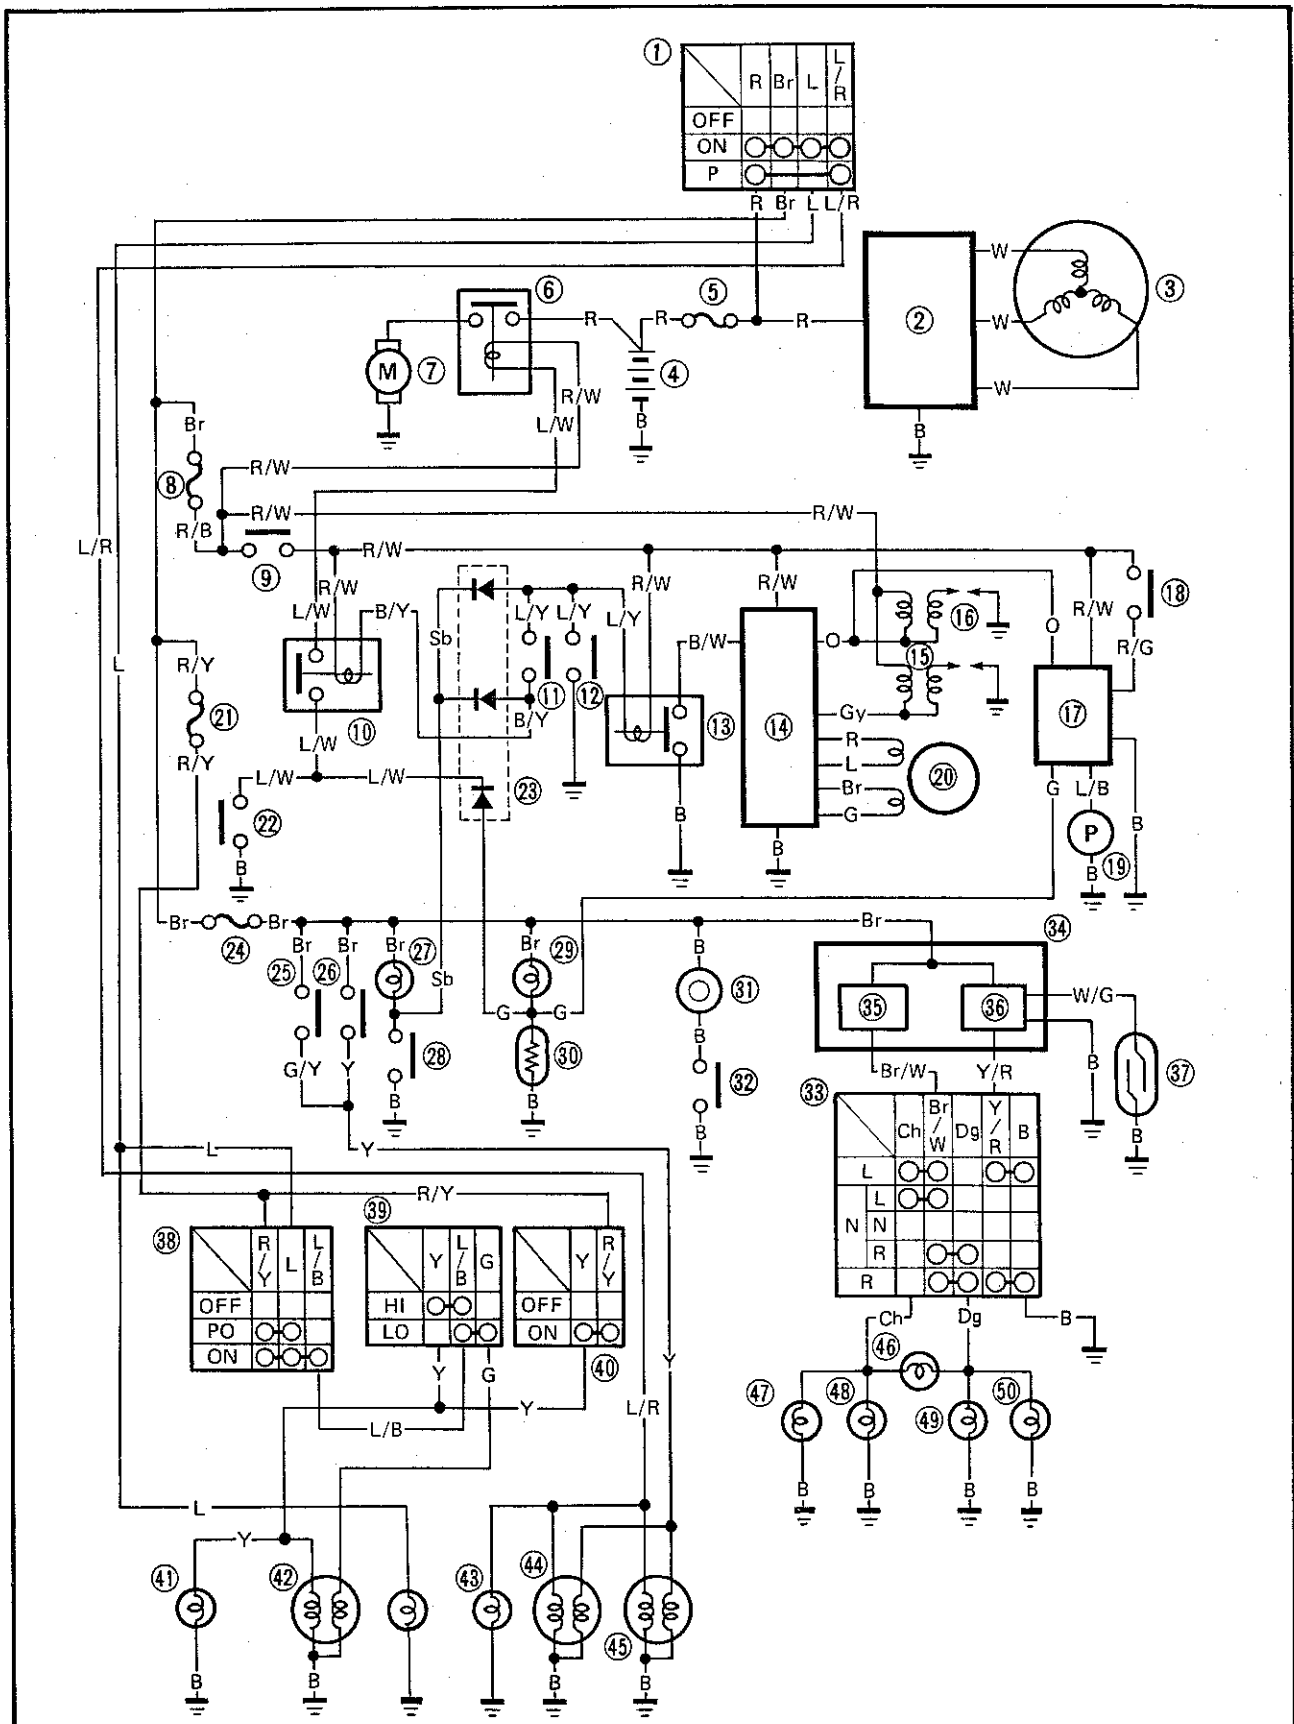 ①
R Br L L/R
OFF
ON
P
R Br L L/R
W
③
②
W
W
B
⑥
⑤
R
R
R
④
B
M
⑦
R/W
L/W
Br
⑧
R/W
R/B
R/W
R/W
L/R
⑨
R/W
R/W
L/W
B/Y
Sb
L/Y
L/Y
L/Y
R/W
B/W
R/W
O
⑯
O
R/W
⑱
R/G
L
R/Y
㉑
R/Y
⑩
L/W
⑪
⑫
B/Y
⑬
⑭
⑮
Gy
R
L
Br
G
⑳
⑰
G
L/B
B
P
⑲
B
L/W
L/W
㉓
㉒
B
B
B
Br
Br
㉔
Br
㉕
Br
㉖
Br
㉗
Sb
Br
㉙
B
㉛
Br
㉞
㉟
㊱
W/G
G
G
㉘
㉚
B
㉜
B
G/Y
Y
B
B
Br/W
Y/R
B
㊲
B
㉝
Ch Br/W Dg Y/R B
L
N L
N
R
R
L
Y
R/Y
㊳
R/Y L L/B
OFF
PO
ON
㊴
Y L/B G
HI
LO
Y R/Y
OFF
ON
㊵
Ch
Dg
B
㊻
Y
G
Y
L/B
Y
L/R
㊼
㊽
㊾
㊿
B
B
B
B
L
Y
㊶
㊷
㊸
㊹
㊺
B
B
B
B